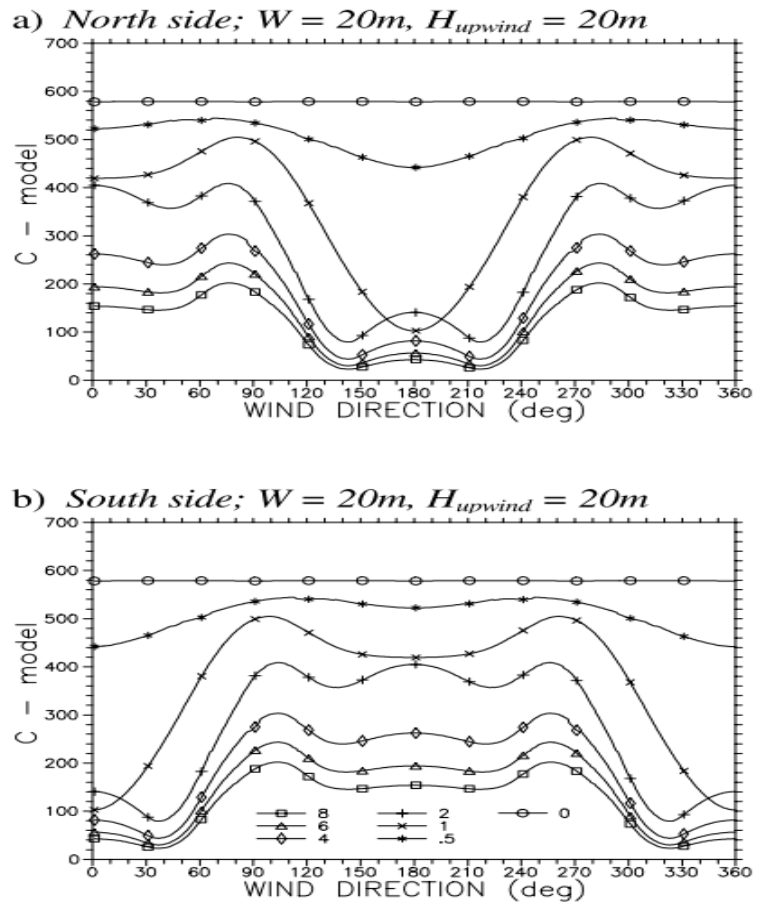 a) North side; W = 20m, H_upwind = 20m
700
600
500
400
300
200
100
0
C - model
0 30 60 90 120 150 180 210 240 270 300 330 360
WIND DIRECTION (deg)
b) South side; W = 20m, H_upwind = 20m
700
600
500
400
300
200
100
0
C - model
8 2 0
6 1
4 .5
0 30 60 90 120 150 180 210 240 270 300 330 360
WIND DIRECTION (deg)